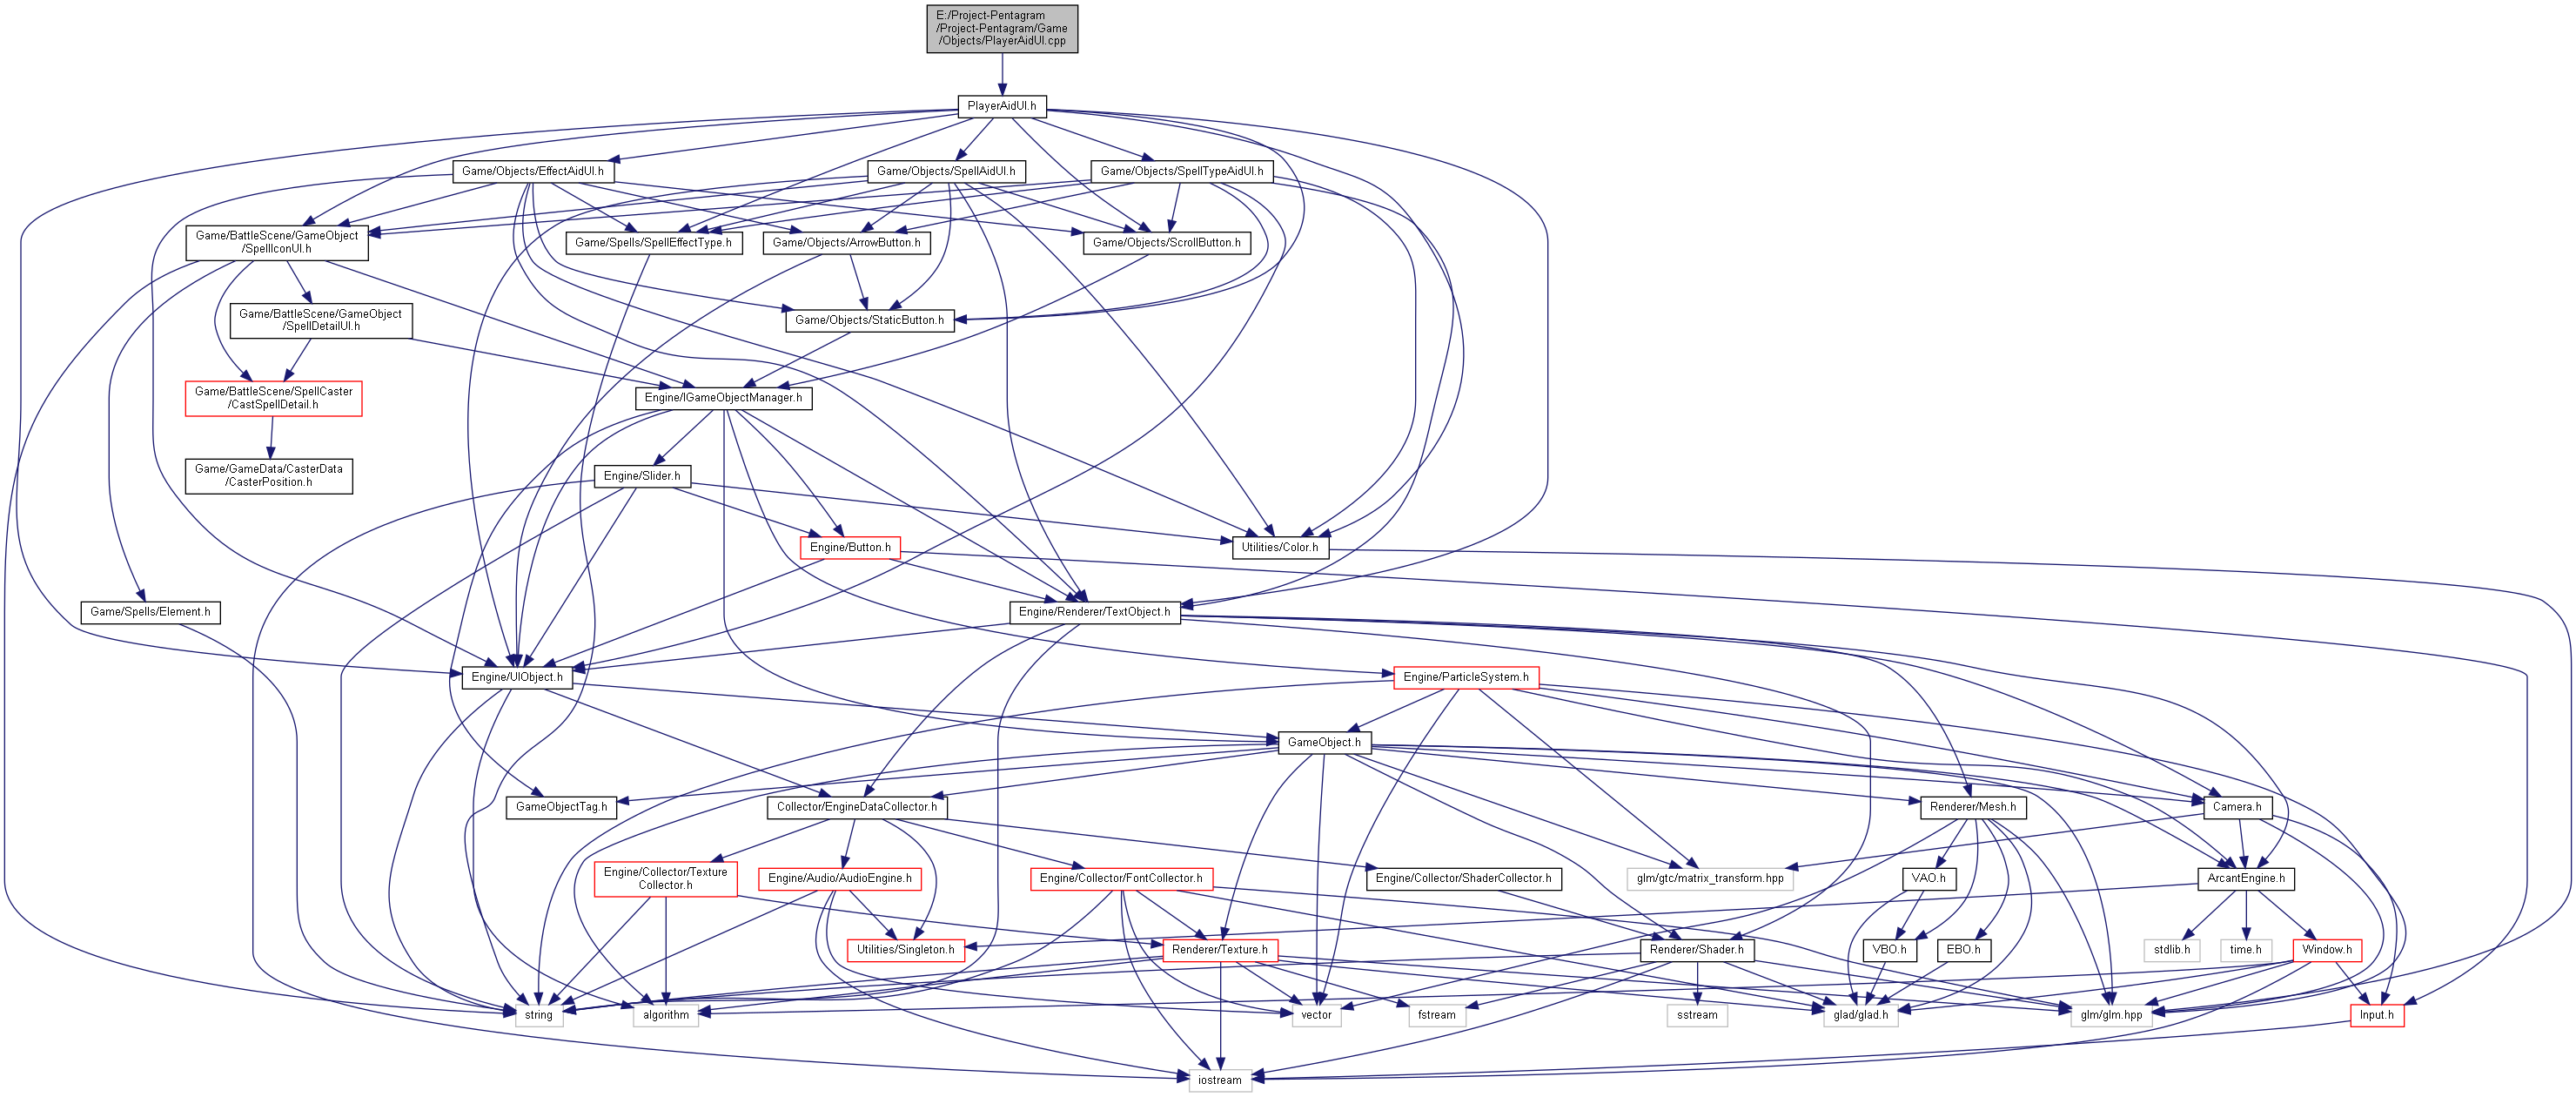 E:/Project-Pentagram
/Project-Pentagram/Game
/Objects/PlayerAidUI.cpp
PlayerAidUI.h
Game/Objects/EffectAidUI.h
Game/Objects/SpellAidUI.h
Game/Objects/SpellTypeAidUI.h
Game/BattleScene/GameObject
/SpellIconUI.h
Game/Spells/SpellEffectType.h
Game/Objects/ArrowButton.h
Game/Objects/ScrollButton.h
Game/BattleScene/GameObject
/SpellDetailUI.h
Game/Objects/StaticButton.h
Game/BattleScene/SpellCaster
/CastSpellDetail.h
Engine/IGameObjectManager.h
Game/GameData/CasterData
/CasterPosition.h
Engine/Slider.h
Engine/Button.h
Utilities/Color.h
Game/Spells/Element.h
Engine/Renderer/TextObject.h
Engine/UIObject.h
Engine/ParticleSystem.h
GameObject.h
GameObjectTag.h
Collector/EngineDataCollector.h
Renderer/Mesh.h
Camera.h
Engine/Collector/Texture
Collector.h
Engine/Audio/AudioEngine.h
Engine/Collector/FontCollector.h
Engine/Collector/ShaderCollector.h
glm/gtc/matrix_transform.hpp
VAO.h
ArcantEngine.h
Utilities/Singleton.h
Renderer/Texture.h
Renderer/Shader.h
VBO.h
EBO.h
stdlib.h
time.h
Window.h
string
algorithm
vector
fstream
sstream
glad/glad.h
glm/glm.hpp
Input.h
iostream